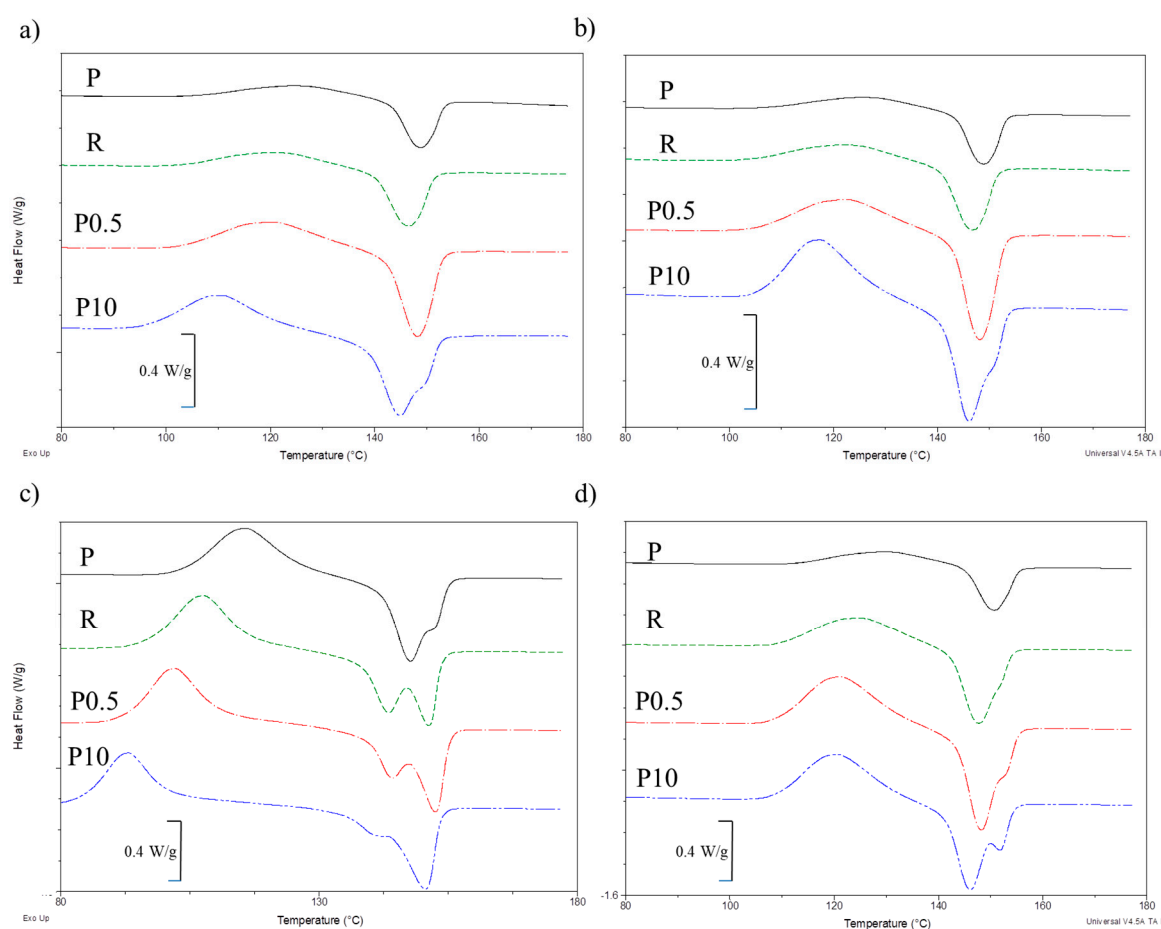 a)
P
R
P0.5
P10
0.4 W/g
Heat Flow (W/g)
80 100 120 140 160 180
Exo Up
Temperature (°C)
b)
P
R
P0.5
P10
0.4 W/g
80 100 120 140 160 180
Temperature (°C)
Universal V4.5A TA I
c)
P
R
P0.5
P10
0.4 W/g
Heat Flow (W/g)
80 130 180
Exo Up
Temperature (°C)
d)
P
R
P0.5
P10
0.4 W/g
-1.6
80 100 120 140 160 180
Temperature (°C)
Universal V4.5A TA I